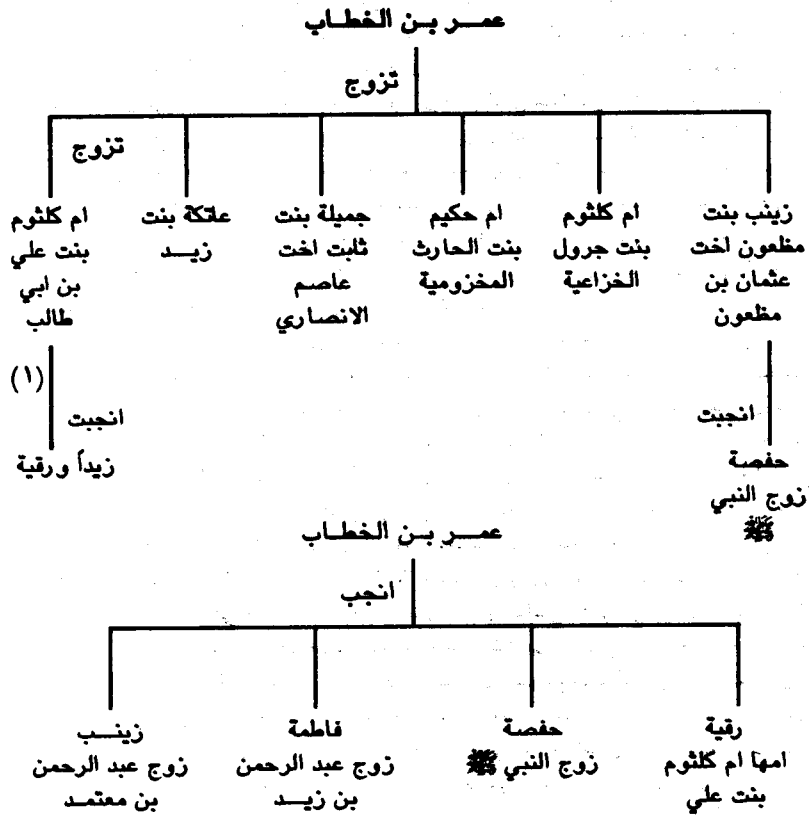 عمر بن الخطاب
تزوج
تزوج
زينب بنت
مظعون اخت
عثمان بن
مظعون
ام كلثوم
بنت جرول
الخزاعية
ام حكيم
بنت الحارث
المخزومية
جميلة بنت
ثابت اخت
عاصم
الانصاري
عاتكة بنت
زيد
ام كلثوم
بنت علي
بن ابي
طالب
انجبت
حفصة
زوج النبي
ﷺ
(١)
انجبت
زيداً ورقية
عمر بن الخطاب
انجب
رقية
امها ام كلثوم
بنت علي
حفصة
زوج النبي ﷺ
فاطمة
زوج عبد الرحمن
بن زيد
زينب
زوج عبد الرحمن
بن معتمد